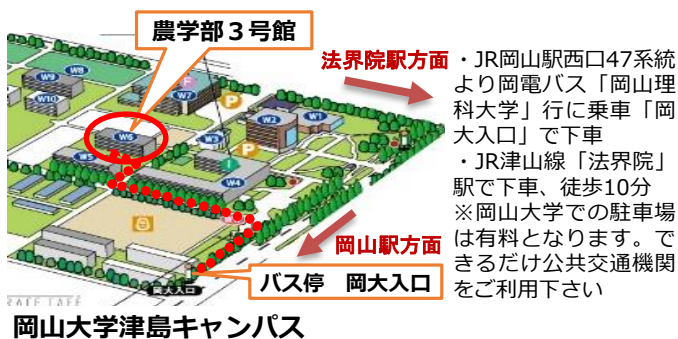 農学部３号館
法界院駅方面
・JR岡山駅西口47系統
より岡電バス「岡山理
科大学」行に乗車「岡
大入口」で下車
・JR津山線「法界院」
駅で下車、徒歩10分
※岡山大学での駐車場
は有料となります。で
きるだけ公共交通機関
をご利用下さい
W9
W8
W10
W7
F
P
W6
W5
W3
W2
W1
P
W4
岡山駅方面
バス停　岡大入口
岡大入口
岡山大学津島キャンパス